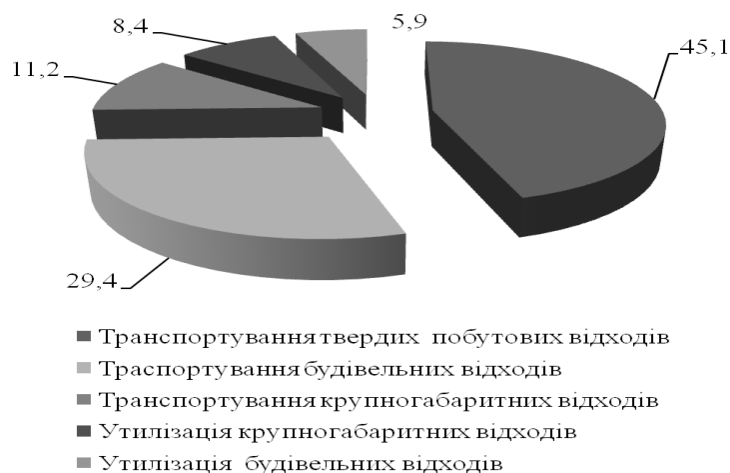 5,9
8,4
45,1
11,2
29,4
Транспортування твердих побутових відходів
Траспортування будівельних відходів
Транспортування крупногабаритних відходів
Утилізація крупногабаритних відходів
Утилізація будівельних відходів